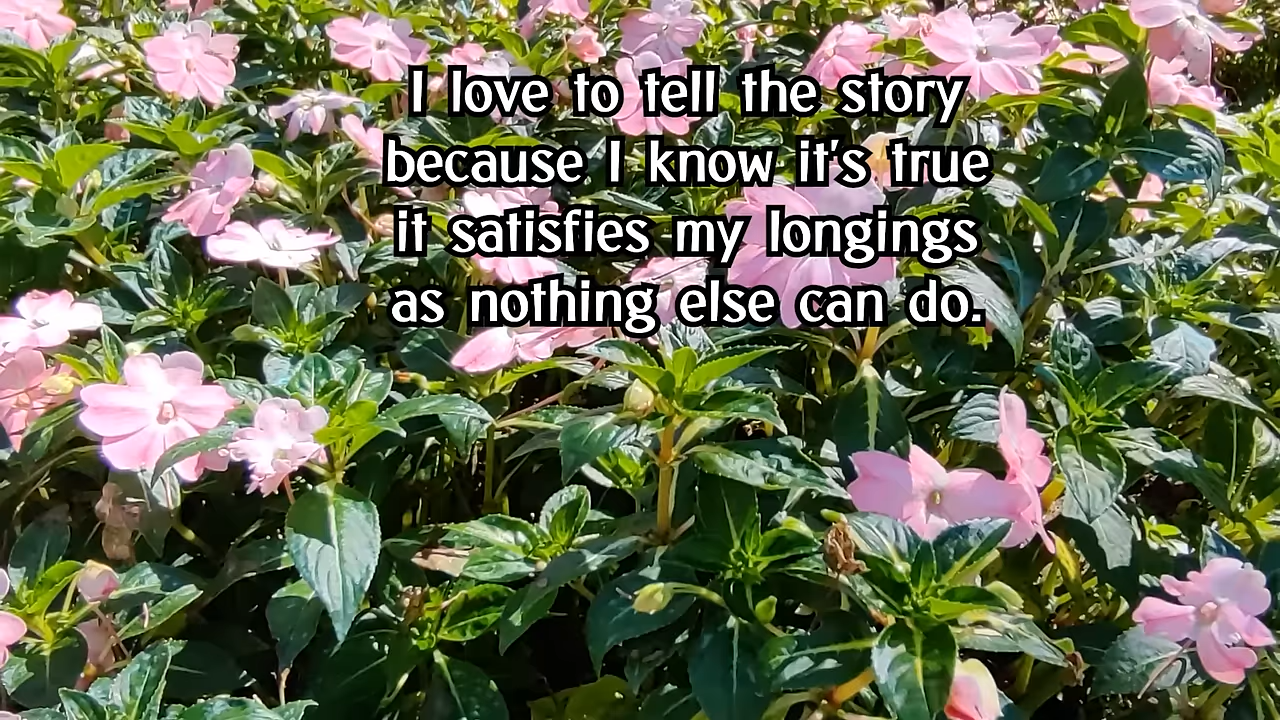 I love to tell the story
because I know it's true
it satisfies my longings
as nothing else can do.